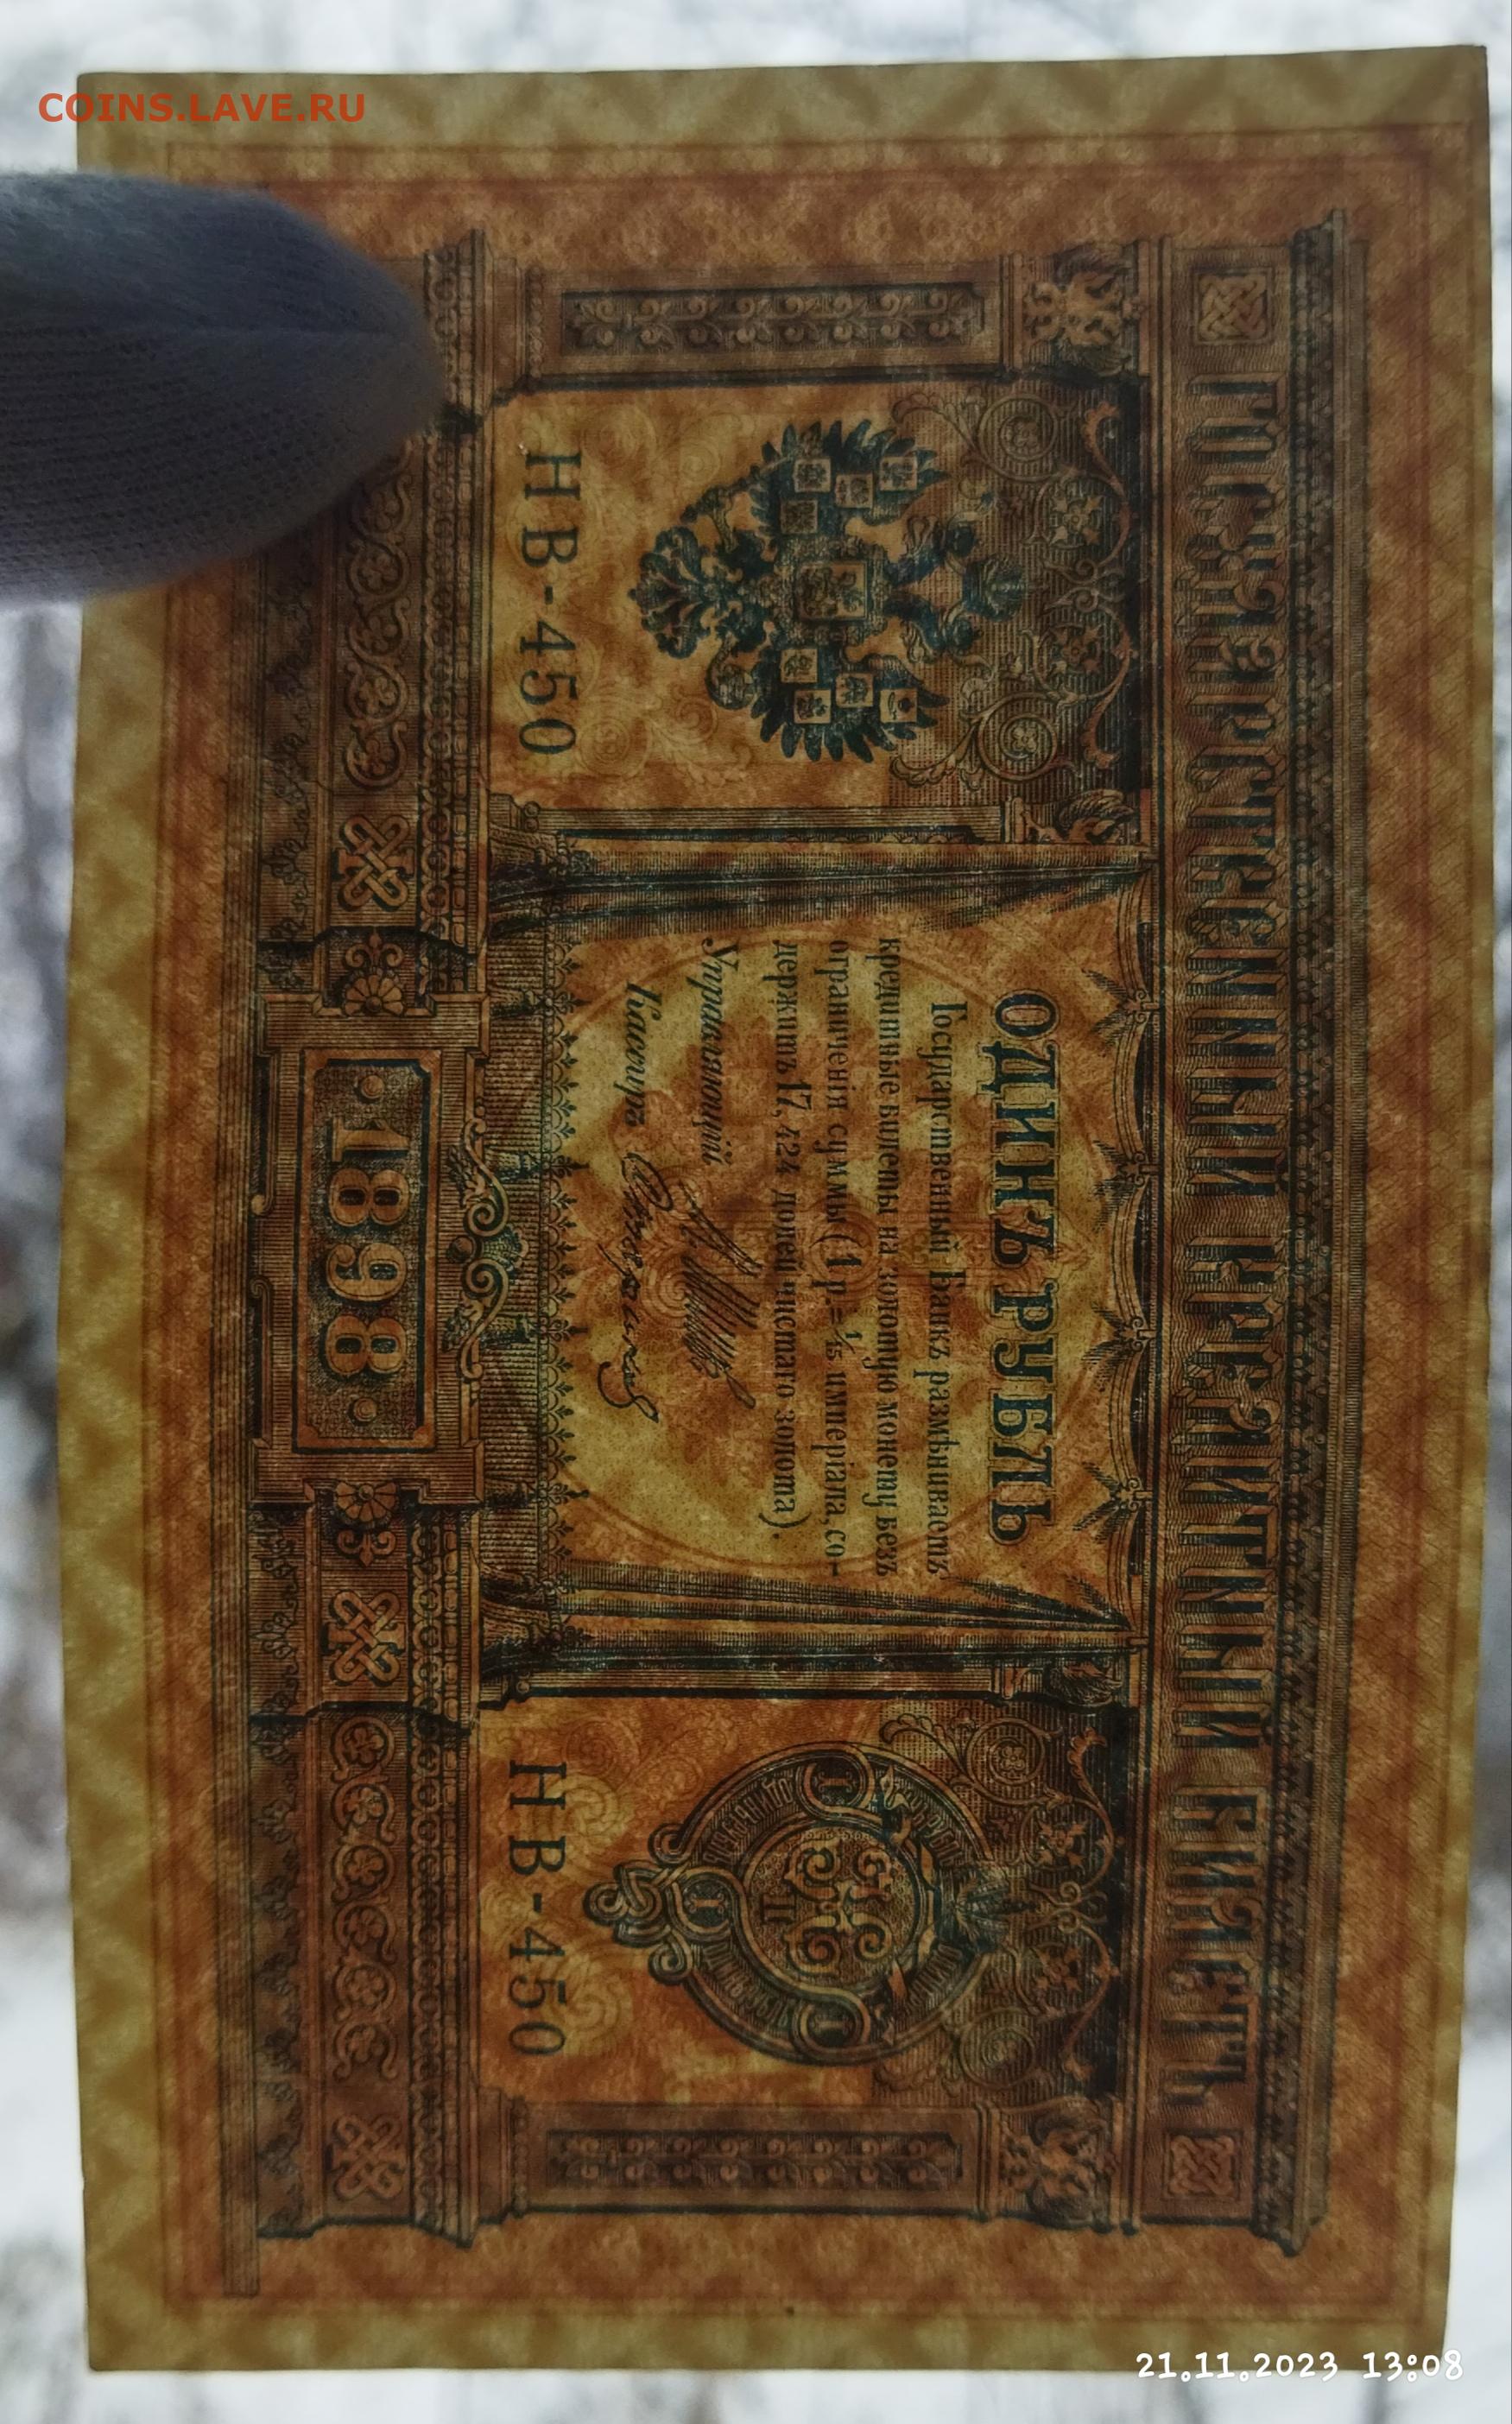 COINS.LAVE.RU
ГОСУДАРСТВЕННЫЙ КРЕДИТНЫЙ БИЛЕТЪ
ОДИНЪ РУБЛЬ
Государственный Банкъ размѣниваетъ
кредитные билеты на золотую монету безъ
ограниченія суммы (1 р = 1/15 имперіала, со-
держитъ 17,424 долей чистаго золота).
Управляющій
Кассиръ
НВ-450
НВ-450
1898
21.11.2023 13:08